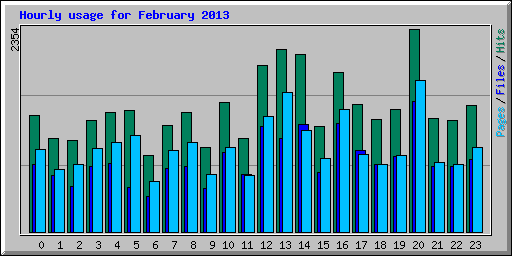 Hourly usage for February 2013
2354
Pages / Files / Hits
0 1 2 3 4 5 6 7 8 9 10 11 12 13 14 15 16 17 18 19 20 21 22 23